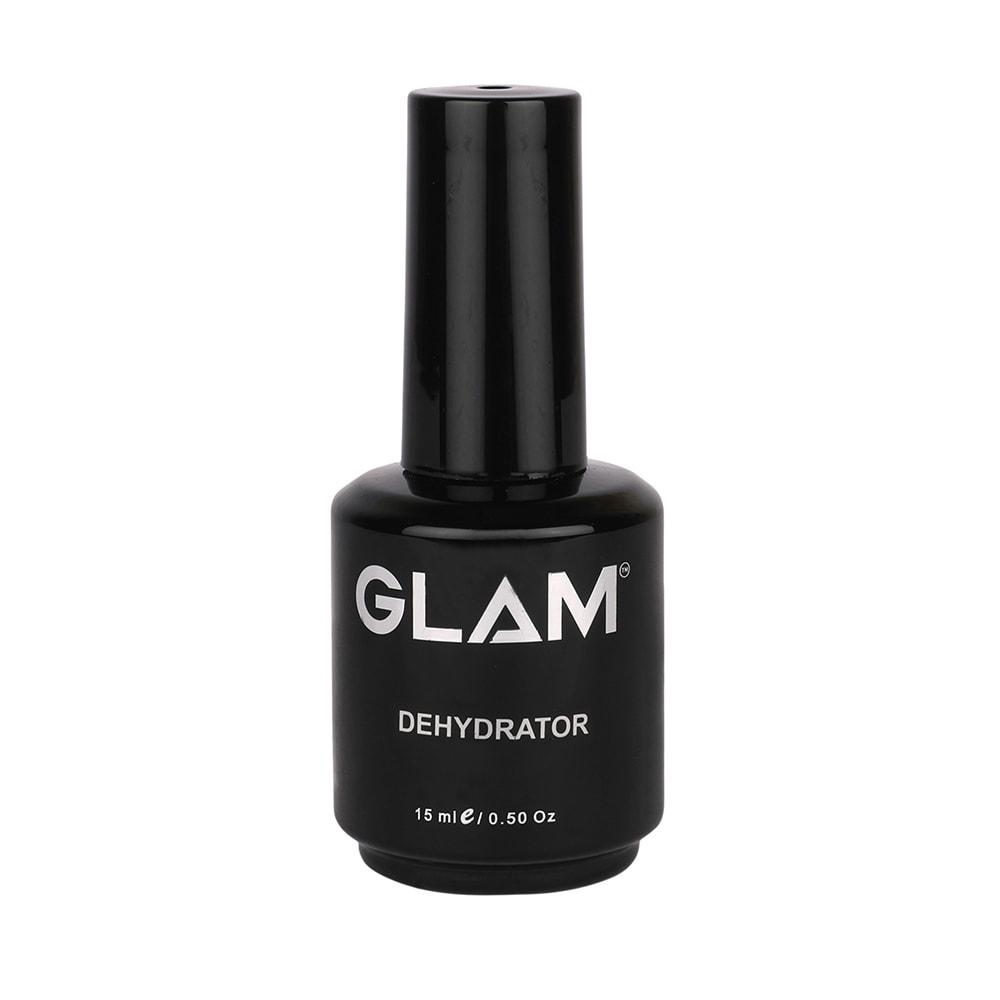 GLAM™
DEHYDRATOR
15 ml ℮ / 0.50 Oz